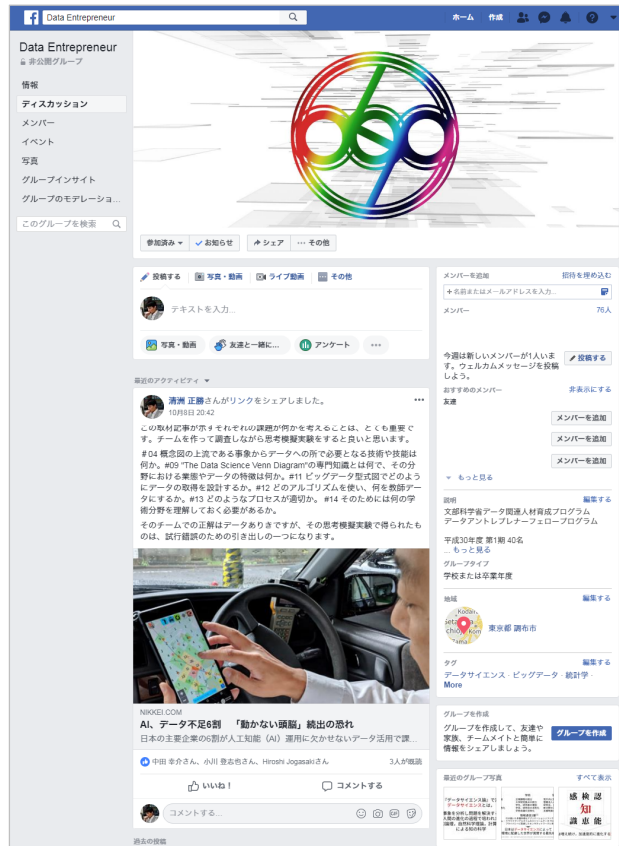 Data Entrepreneur
ホーム 作成
Data Entrepreneur
非公開グループ
情報
ディスカッション
メンバー
イベント
写真
グループインサイト
グループのモデレーショ...
このグループを検索
参加済み
お知らせ
シェア
その他
投稿する
写真・動画
ライブ動画
その他
テキストを入力...
写真・動画
友達と一緒に...
アンケート
最近のアクティビティ
清洲 正勝さんがリンクをシェアしました。
10月8日 20:42
この取材記事が示すそれぞれの課題が何かを考えることは、とても重要で
す。チームを作って調査しながら思考模擬実験をすると良いと思います。
#04 概念図の上流である事象からデータへの所で必要となる技術や技能は
何か。#09 "The Data Science Venn Diagram"の専門知識とは何で、その分
野における業態やデータの特徴は何か。#11 ビッグデータ型式図でどのよう
にデータの取得を設計するか。#12 どのアルゴリズムを使い、何を教師デー
タにするか。#13 どのようなプロセスが適切か。 #14 そのためには何の学
術分野を理解しておく必要があるか。
そのチームでの正解はデータありきですが、その思考模擬実験で得られたも
のは、試行錯誤のための引き出しの一つになります。
NIKKEI.COM
AI、データ不足6割 「動かない頭脳」続出の恐れ
日本の主要企業の6割が人工知能（AI）運用に欠かせないデータ活用で課...
中田 幸介さん、小川 登志也さん、Hiroshi Jogasakiさん
3人が既読
いいね！
コメントする
コメントする...
GIF
過去の投稿
メンバーを追加
招待を埋め込む
+ 名前またはメールアドレスを入力...
メンバー
76人
今週は新しいメンバーが1人いま
す。ウェルカムメッセージを投稿
しよう。
投稿する
おすすめのメンバー
非表示にする
友達
メンバーを追加
メンバーを追加
メンバーを追加
もっと見る
説明
編集する
文部科学省データ関連人材育成プログラム
データアントレプレナーフェロープログラム
平成30年度 第1期 40名
... もっと見る
グループタイプ
学校または卒業年度
地域
編集する
東京都 調布市
タグ
編集する
データサイエンス · ビッグデータ · 統計学 ·
More
グループを作成
グループを作成して、友達や
家族、チームメイトと簡単に
情報をシェアしましょう。
グループを作成
最近のグループ写真
すべて表示
感 検 認
知
識 恵 能